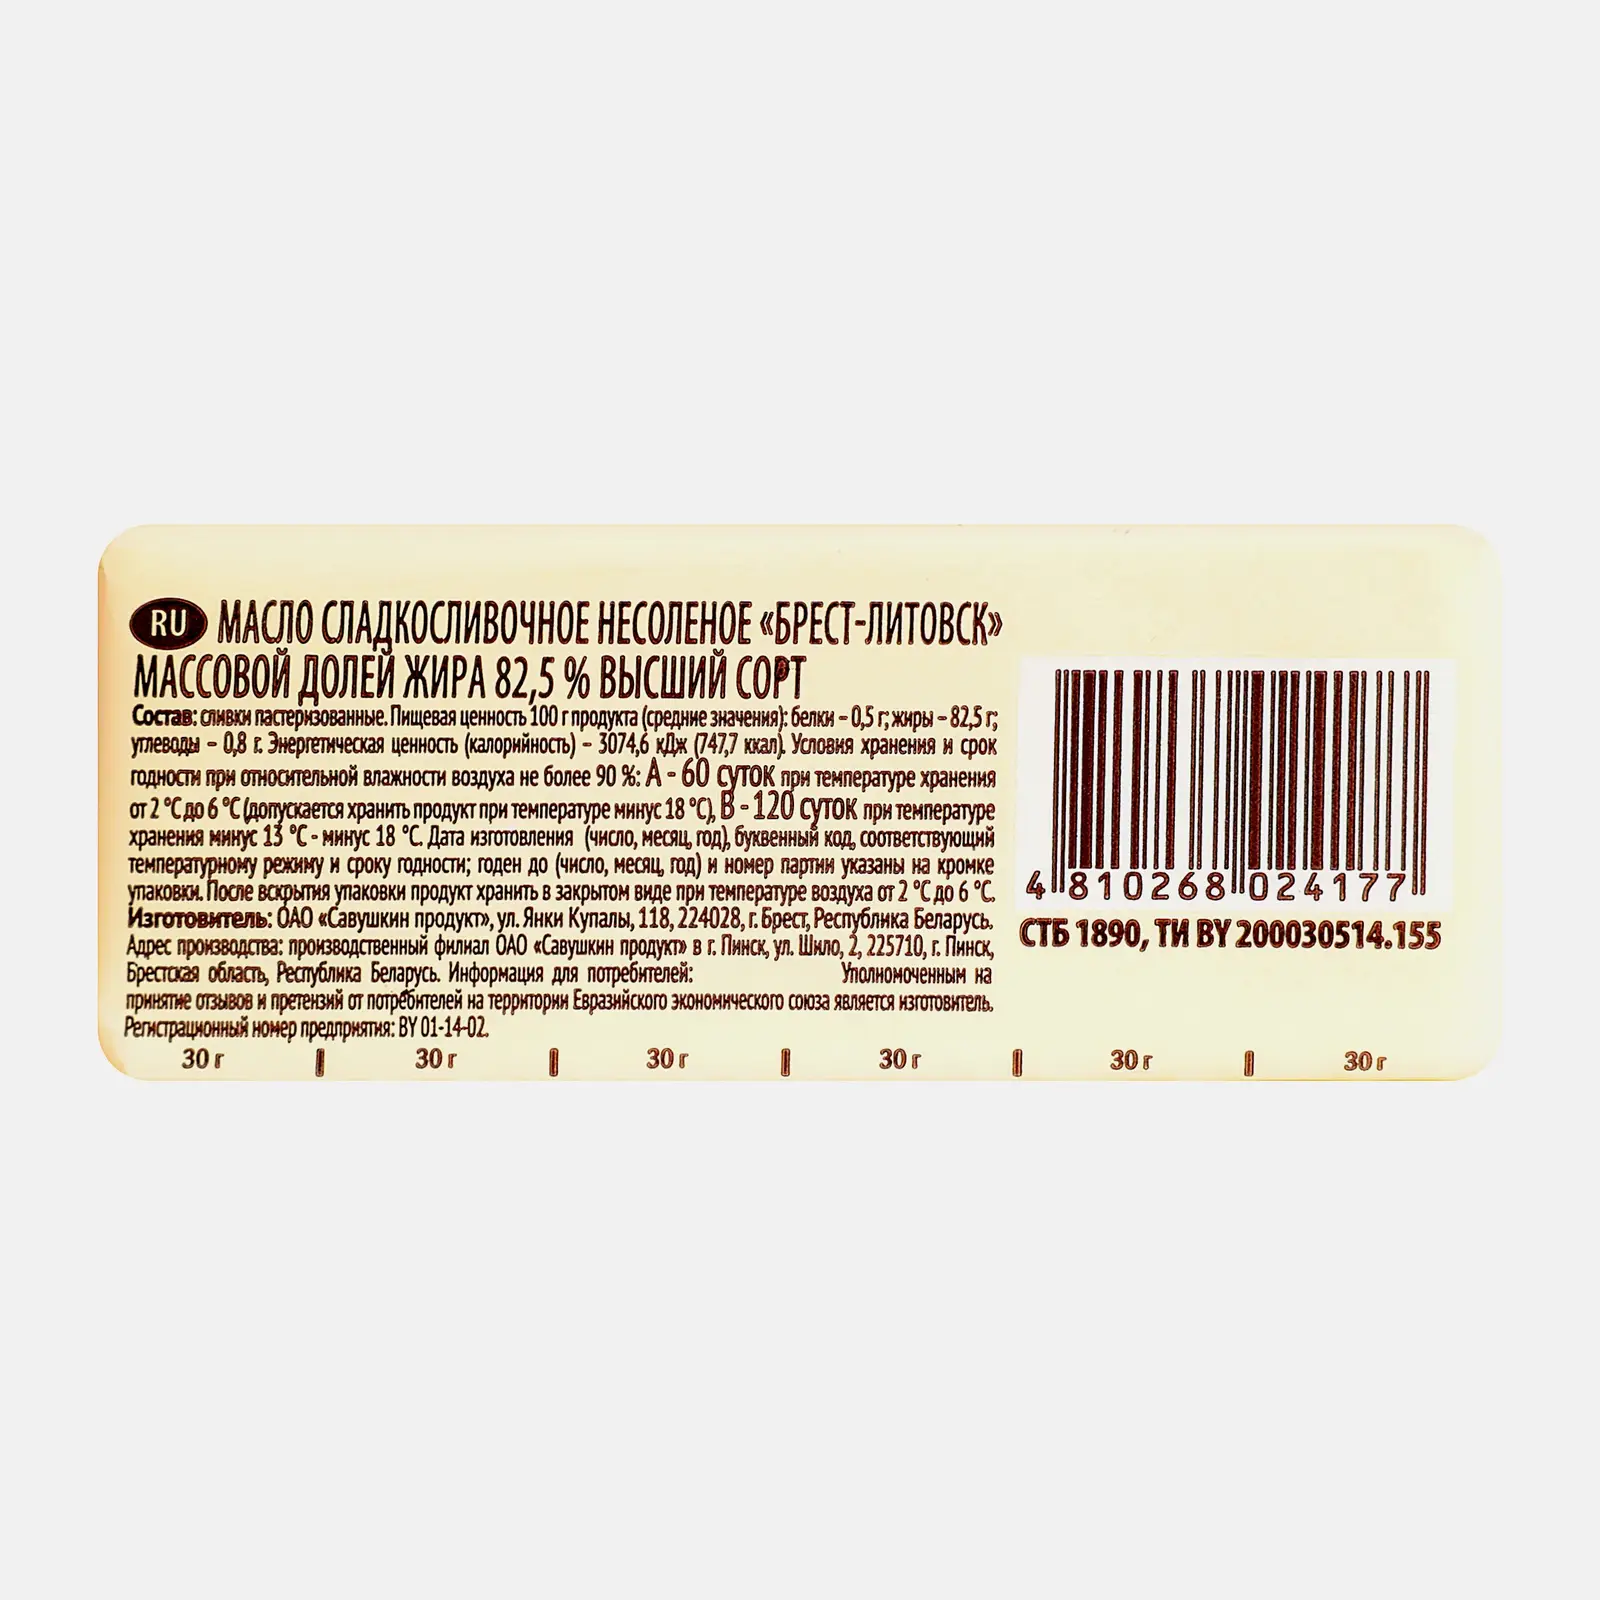 RU МАСЛО СЛАДКОСЛИВОЧНОЕ НЕСОЛЕНОЕ «БРЕСТ-ЛИТОВСК»
МАССОВОЙ ДОЛЕЙ ЖИРА 82,5 % ВЫСШИЙ СОРТ
Состав: сливки пастеризованные. Пищевая ценность 100 г продукта (средние значения): белки – 0,5 г; жиры – 82,5 г;
углеводы – 0,8 г. Энергетическая ценность (калорийность) – 3074,6 кДж (747,7 ккал). Условия хранения и срок
годности при относительной влажности воздуха не более 90 %: А - 60 суток при температуре хранения
от 2 °С до 6 °С (допускается хранить продукт при температуре минус 18 °С), В - 120 суток при температуре
хранения минус 13 °С - минус 18 °С. Дата изготовления (число, месяц, год), буквенный код, соответствующий
температурному режиму и сроку годности; годен до (число, месяц, год) и номер партии указаны на кромке
упаковки. После вскрытия упаковки продукт хранить в закрытом виде при температуре воздуха от 2 °С до 6 °С.
Изготовитель: ОАО «Савушкин продукт», ул. Янки Купалы, 118, 224028, г. Брест, Республика Беларусь.
Адрес производства: производственный филиал ОАО «Савушкин продукт» в г. Пинск, ул. Шило, 2, 225710, г. Пинск,
Брестская область, Республика Беларусь. Информация для потребителей: Уполномоченным на
принятие отзывов и претензий от потребителей на территории Евразийского экономического союза является изготовитель.
Регистрационный номер предприятия: BY 01-14-02.
4 810268 024177
СТБ 1890, ТИ BY 200030514.155
30 г 30 г 30 г 30 г 30 г 30 г